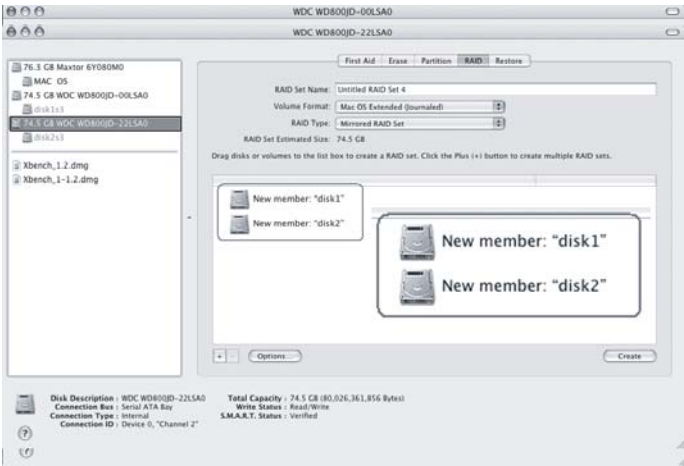 WDC WD800JD-00LSA0
WDC WD800JD-22LSA0
First Aid Erase Partition RAID Restore
76.3 GB Maxtor 6Y080M0
MAC OS
74.5 GB WDC WD800JD-00LSA0
disk1s3
74.5 GB WDC WD800JD-22LSA0
disk2s3
Xbench_1.2.dmg
Xbench_1-1.2.dmg
RAID Set Name: Untitled RAID Set 4
Volume Format: Mac OS Extended (Journaled)
RAID Type: Mirrored RAID Set
RAID Set Estimated Size: 74.5 GB
Drag disks or volumes to the list box to create a RAID set. Click the Plus (+) button to create multiple RAID sets.
New member: "disk1"
New member: "disk2"
New member: "disk1"
New member: "disk2"
+ -
Options...
Create
Disk Description : WDC WD800JD-22LSA0
Connection Bus : Serial ATA Bay
Connection Type : Internal
Connection ID : Device 0, "Channel 2"
Total Capacity : 74.5 GB (80,026,361,856 Bytes)
Write Status : Read/Write
S.M.A.R.T. Status : Verified
?